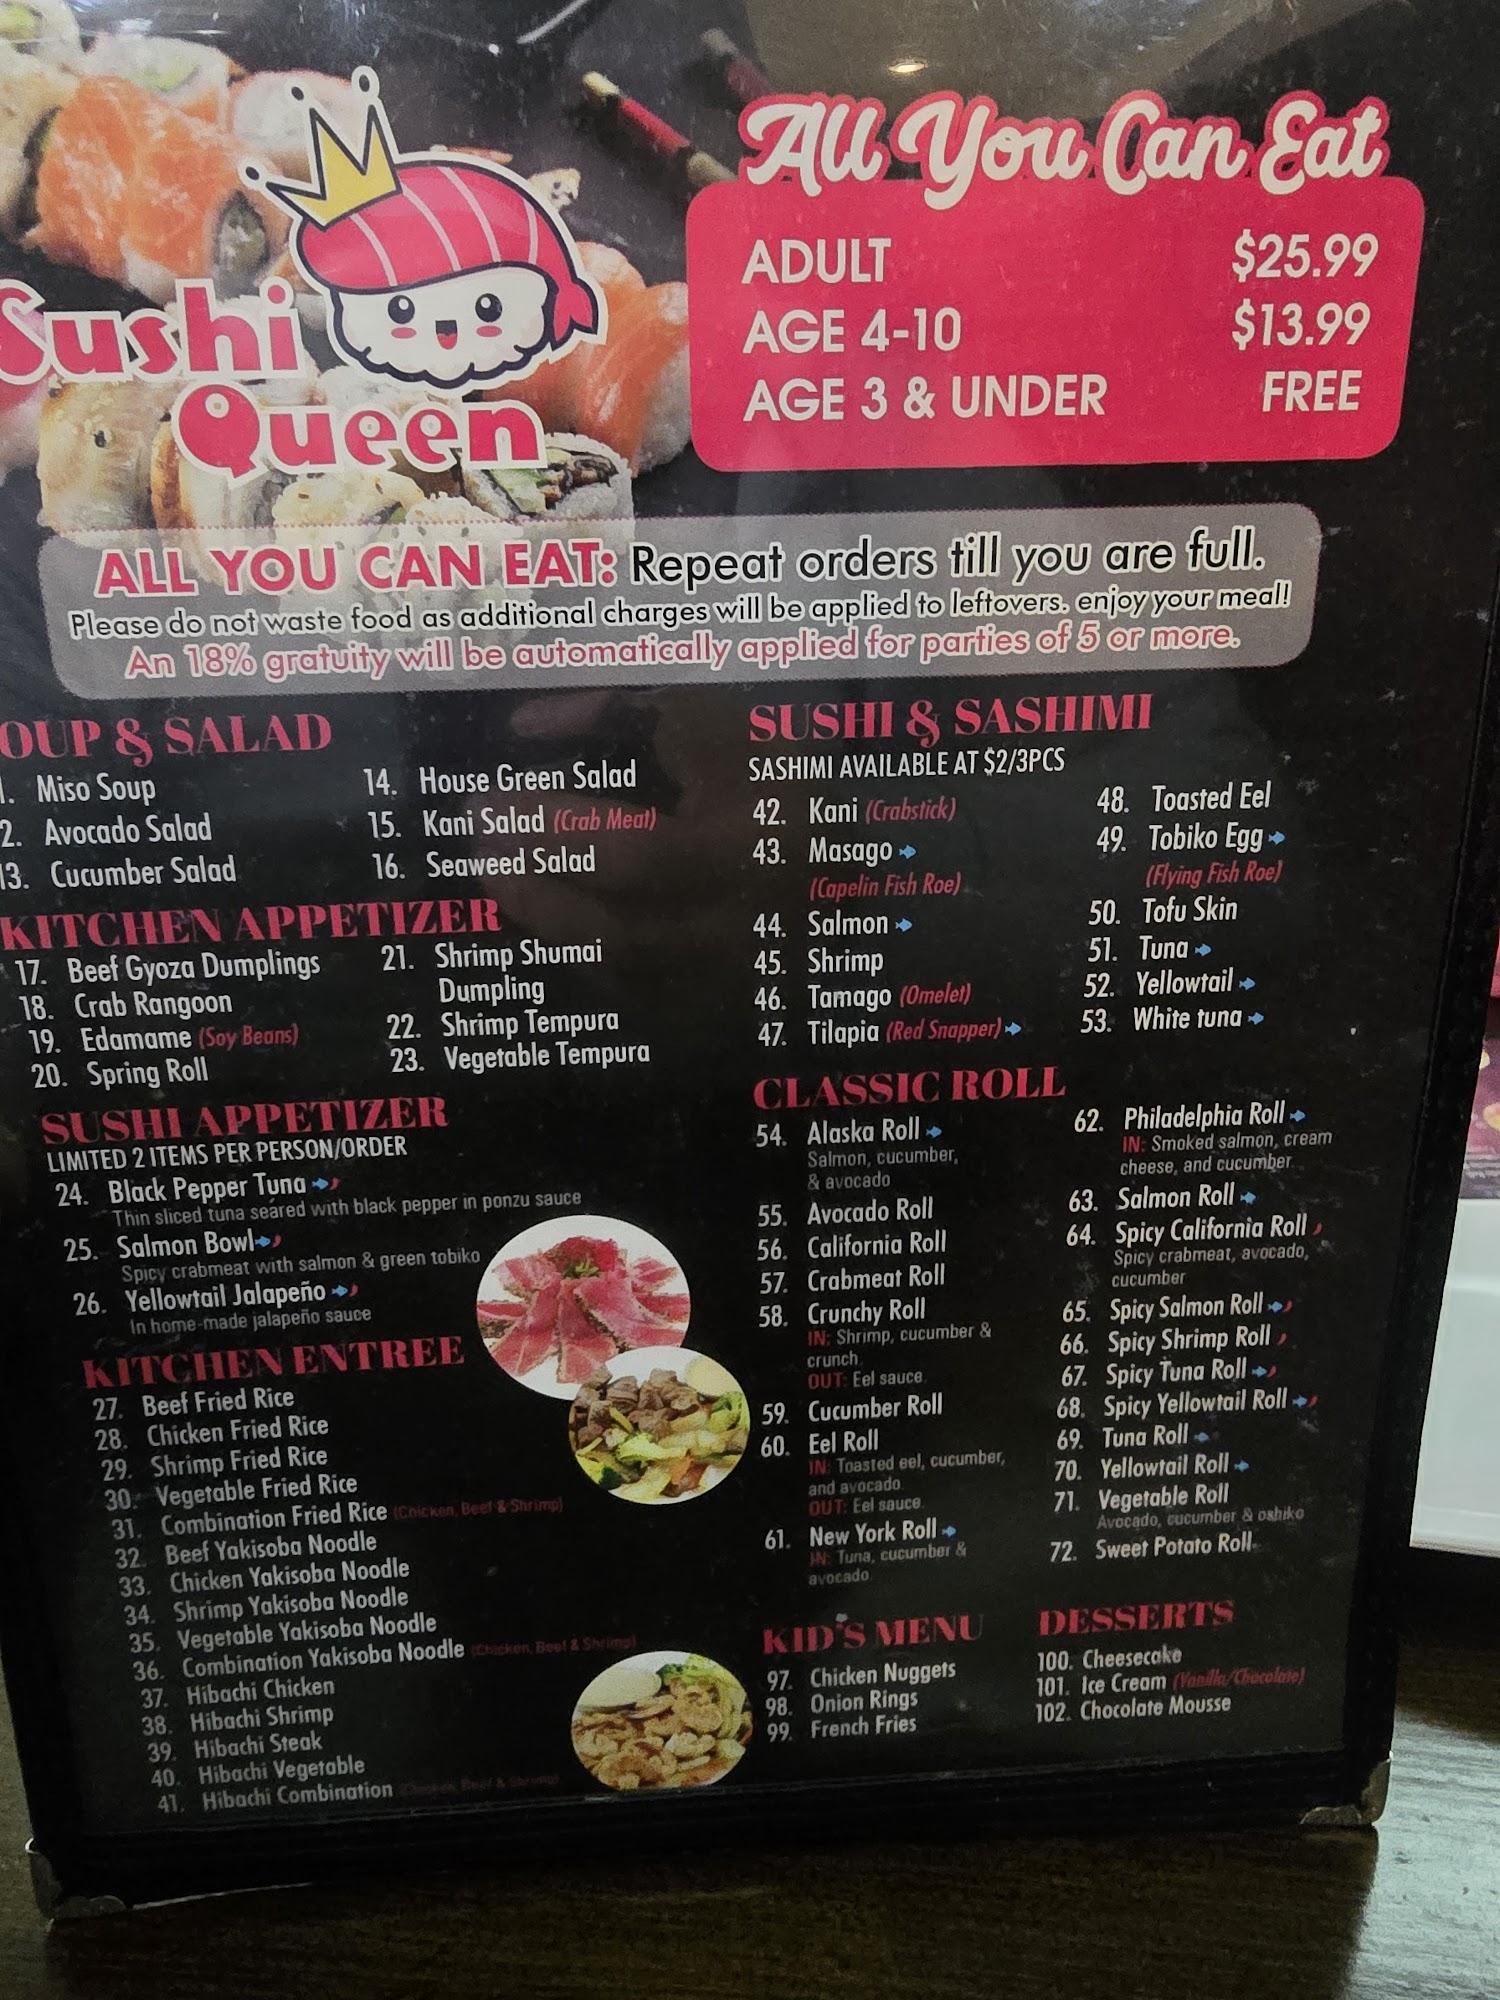 Sushi
Queen
All You Can Eat
ADULT $25.99
AGE 4-10 $13.99
AGE 3 & UNDER FREE
ALL YOU CAN EAT: Repeat orders till you are full.
Please do not waste food as additional charges will be applied to leftovers. enjoy your meal!
An 18% gratuity will be automatically applied for parties of 5 or more.
OUP & SALAD
1. Miso Soup
2. Avocado Salad
13. Cucumber Salad
14. House Green Salad
15. Kani Salad (Crab Meat)
16. Seaweed Salad
KITCHEN APPETIZER
17. Beef Gyoza Dumplings
18. Crab Rangoon
19. Edamame (Soy Beans)
20. Spring Roll
21. Shrimp Shumai
Dumpling
22. Shrimp Tempura
23. Vegetable Tempura
SUSHI APPETIZER
LIMITED 2 ITEMS PER PERSON/ORDER
24. Black Pepper Tuna
Thin sliced tuna seared with black pepper in ponzu sauce
25. Salmon Bowl
Spicy crabmeat with salmon & green tobiko
26. Yellowtail Jalapeño
In home-made jalapeño sauce
KITCHEN ENTREE
27. Beef Fried Rice
28. Chicken Fried Rice
29. Shrimp Fried Rice
30. Vegetable Fried Rice
31. Combination Fried Rice (Chicken, Beef & Shrimp)
32. Beef Yakisoba Noodle
33. Chicken Yakisoba Noodle
34. Shrimp Yakisoba Noodle
35. Vegetable Yakisoba Noodle
36. Combination Yakisoba Noodle (Chicken, Beef & Shrimp)
37. Hibachi Chicken
38. Hibachi Shrimp
39. Hibachi Steak
40. Hibachi Vegetable
41. Hibachi Combination (Chicken, Beef & Shrimp)
SUSHI & SASHIMI
SASHIMI AVAILABLE AT $2/3PCS
42. Kani (Crabstick)
43. Masago
(Capelin Fish Roe)
44. Salmon
45. Shrimp
46. Tamago (Omelet)
47. Tilapia (Red Snapper)
48. Toasted Eel
49. Tobiko Egg
(Flying Fish Roe)
50. Tofu Skin
51. Tuna
52. Yellowtail
53. White tuna
CLASSIC ROLL
54. Alaska Roll
Salmon, cucumber,
& avocado
55. Avocado Roll
56. California Roll
57. Crabmeat Roll
58. Crunchy Roll
IN: Shrimp, cucumber &
crunch.
OUT: Eel sauce.
59. Cucumber Roll
60. Eel Roll
IN: Toasted eel, cucumber,
and avocado.
OUT: Eel sauce.
61. New York Roll
IN: Tuna, cucumber &
avocado.
62. Philadelphia Roll
IN: Smoked salmon, cream
cheese, and cucumber.
63. Salmon Roll
64. Spicy California Roll
Spicy crabmeat, avocado,
cucumber
65. Spicy Salmon Roll
66. Spicy Shrimp Roll
67. Spicy Tuna Roll
68. Spicy Yellowtail Roll
69. Tuna Roll
70. Yellowtail Roll
71. Vegetable Roll
Avocado, cucumber & oshiko
72. Sweet Potato Roll
KID'S MENU
97. Chicken Nuggets
98. Onion Rings
99. French Fries
DESSERTS
100. Cheesecake
101. Ice Cream (Vanilla/Chocolate)
102. Chocolate Mousse